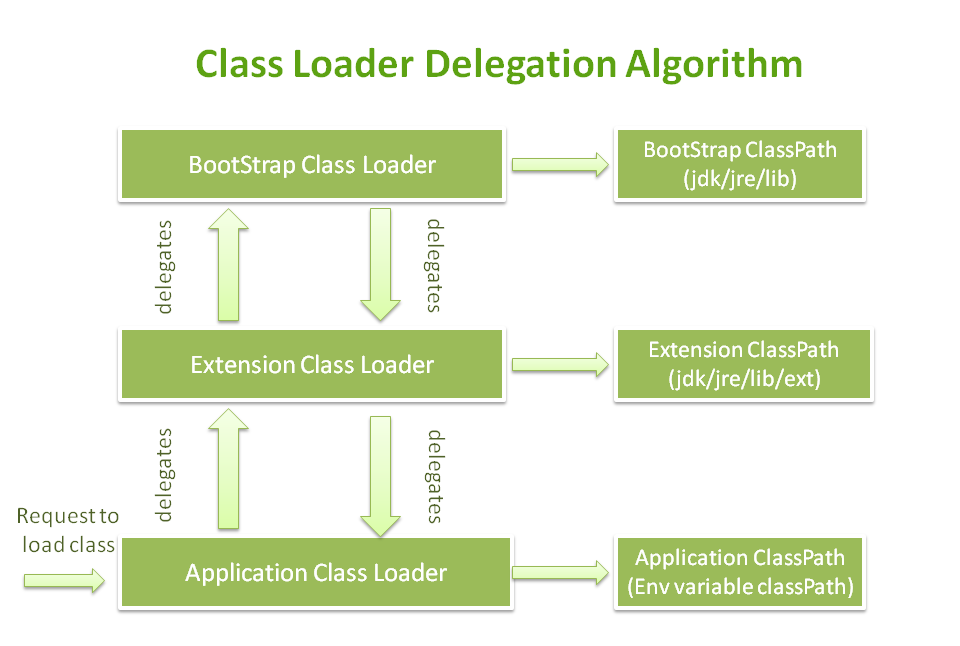 Class Loader Delegation Algorithm
BootStrap Class Loader
BootStrap ClassPath
(jdk/jre/lib)
delegates
delegates
Extension Class Loader
Extension ClassPath
(jdk/jre/lib/ext)
delegates
delegates
Request to
load class
Application Class Loader
Application ClassPath
(Env variable classPath)